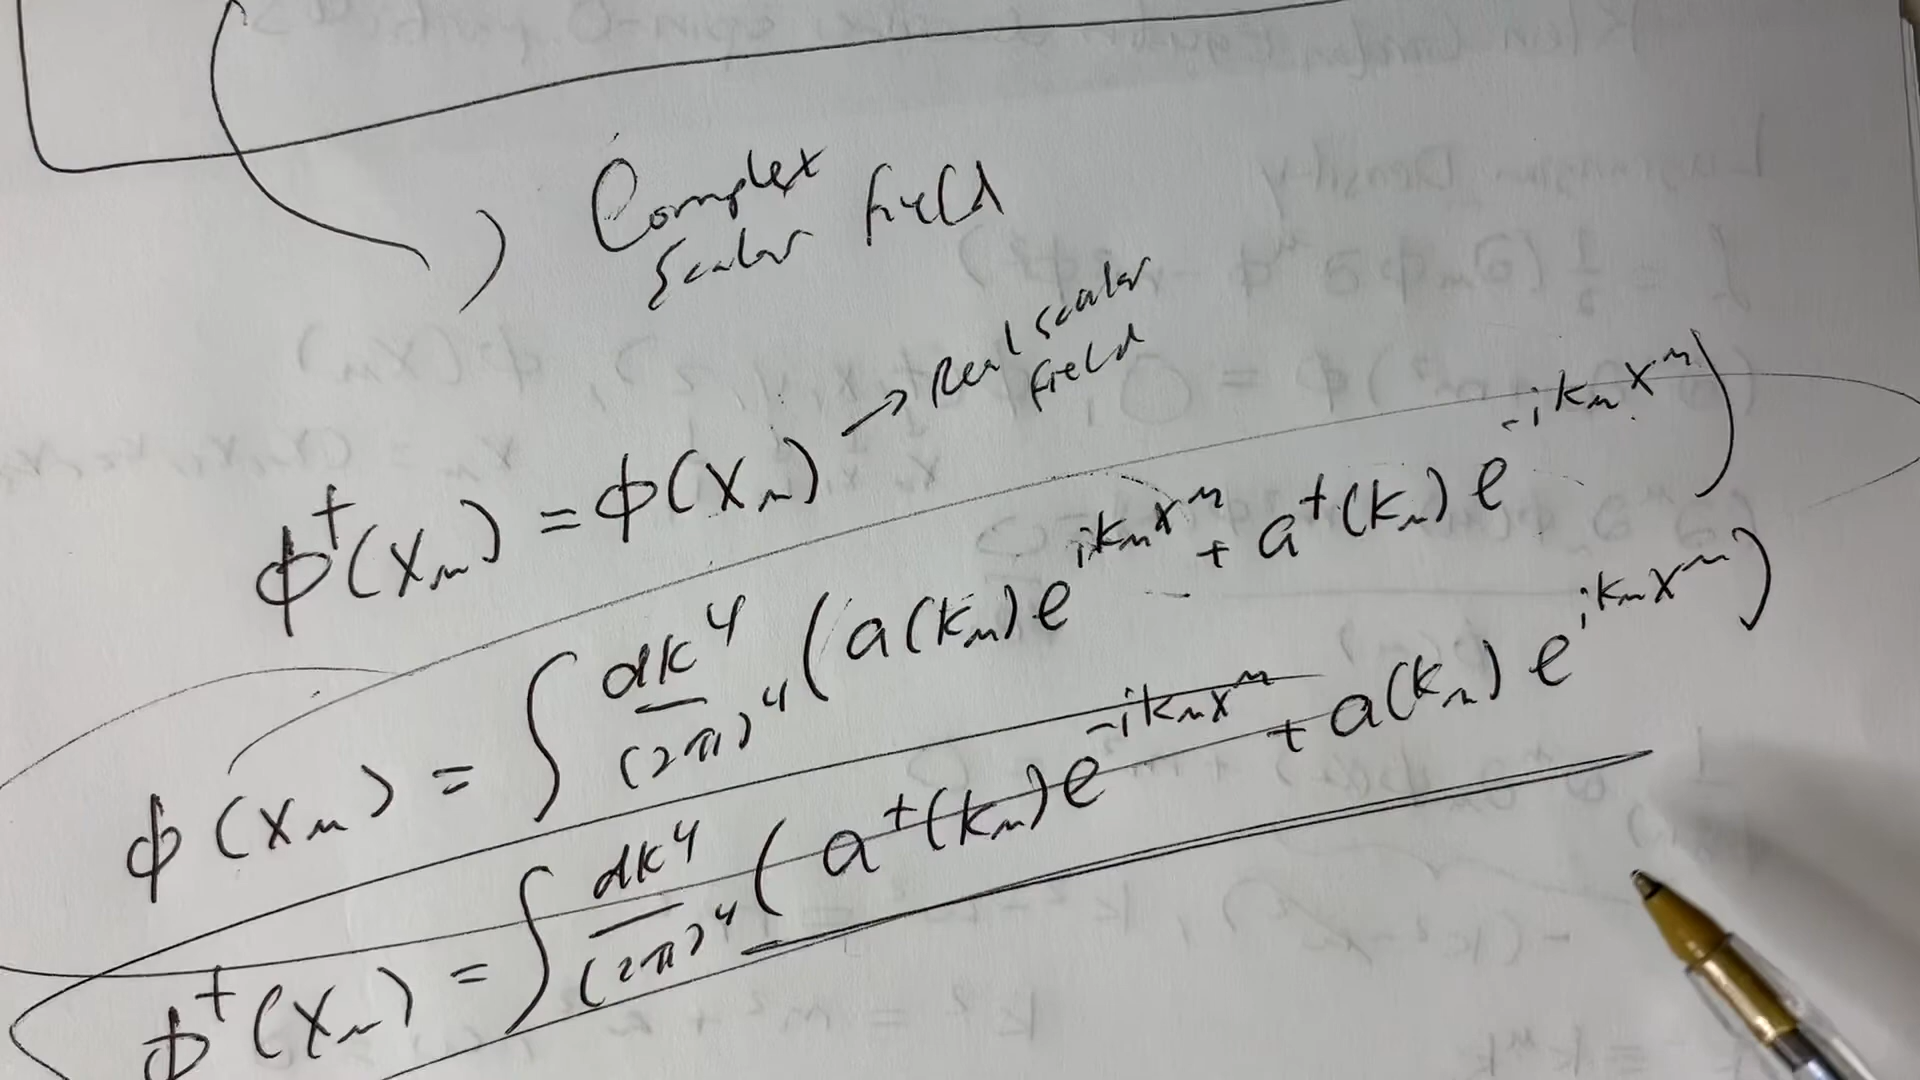 Complex
scalar field
→ Real scalar
field
ϕ†(xμ) = ϕ(xμ)
ϕ(xμ) = ∫ dk⁴/(2π)⁴ (a(kμ) e^{ikμx^μ} + a†(kμ) e^{-ikμx^μ})
ϕ†(xμ) = ∫ dk⁴/(2π)⁴ (a†(kμ) e^{-ikμx^μ} + a(kμ) e^{ikμx^μ})